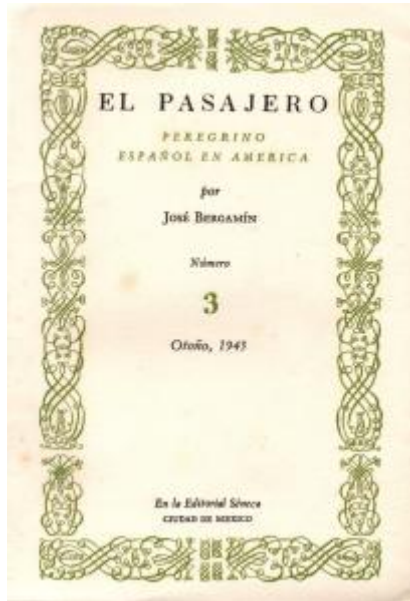 EL PASAJERO
PEREGRINO
ESPAÑOL EN AMERICA
por
José Bergamín
Número
3
Otoño, 1943
En la Editorial Séneca
CIUDAD DE MEXICO